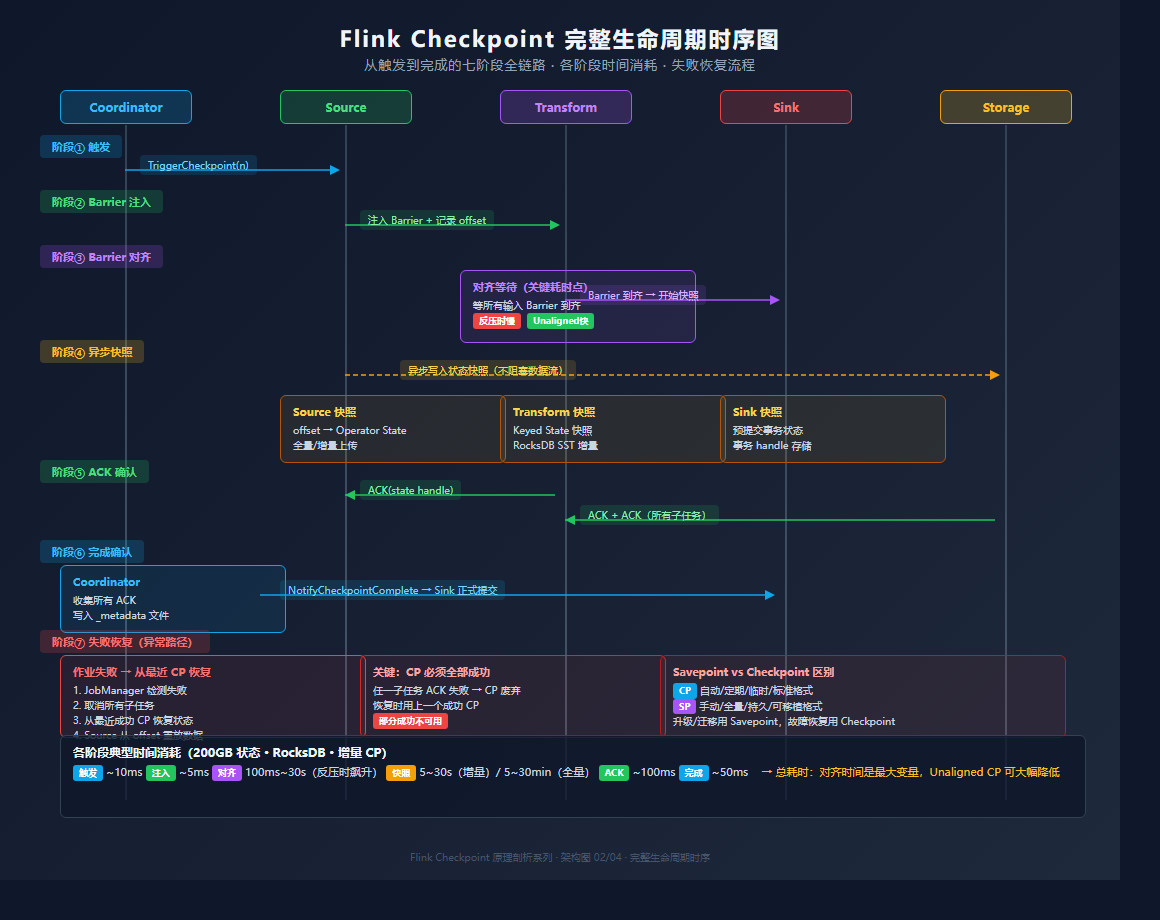 Flink Checkpoint 完整生命周期时序图
从触发到完成的七阶段全链路 · 各阶段时间消耗 · 失败恢复流程
Coordinator
Source
Transform
Sink
Storage
阶段① 触发
TriggerCheckpoint(n)
阶段② Barrier 注入
注入 Barrier + 记录 offset
阶段③ Barrier 对齐
对齐等待（关键耗时点）
Barrier 到齐 → 开始快照
等所有输入 Barrier 到齐
反压时慢
Unaligned快
阶段④ 异步快照
异步写入状态快照（不阻塞数据流）
Source 快照
offset → Operator State
全量/增量上传
Transform 快照
Keyed State 快照
RocksDB SST 增量
Sink 快照
预提交事务状态
事务 handle 存储
阶段⑤ ACK 确认
ACK(state handle)
ACK + ACK（所有子任务）
阶段⑥ 完成确认
Coordinator
收集所有 ACK
写入 _metadata 文件
NotifyCheckpointComplete → Sink 正式提交
阶段⑦ 失败恢复（异常路径）
作业失败 → 从最近 CP 恢复
1. JobManager 检测失败
2. 取消所有子任务
3. 从最近成功 CP 恢复状态
4. Source 从 offset 重放数据
关键：CP 必须全部成功
任一子任务 ACK 失败 → CP 废弃
恢复时用上一个成功 CP
部分成功不可用
Savepoint vs Checkpoint 区别
CP 自动/定期/临时/标准格式
SP 手动/全量/持久/可移植格式
升级/迁移用 Savepoint，故障恢复用 Checkpoint
各阶段典型时间消耗（200GB 状态 · RocksDB · 增量 CP）
触发 ~10ms 注入 ~5ms 对齐 100ms~30s（反压时飙升） 快照 5~30s（增量）/ 5~30min（全量） ACK ~100ms 完成 ~50ms → 总耗时：对齐时间是最大变量，Unaligned CP 可大幅降低
Flink Checkpoint 原理剖析系列 · 架构图 02/04 · 完整生命周期时序